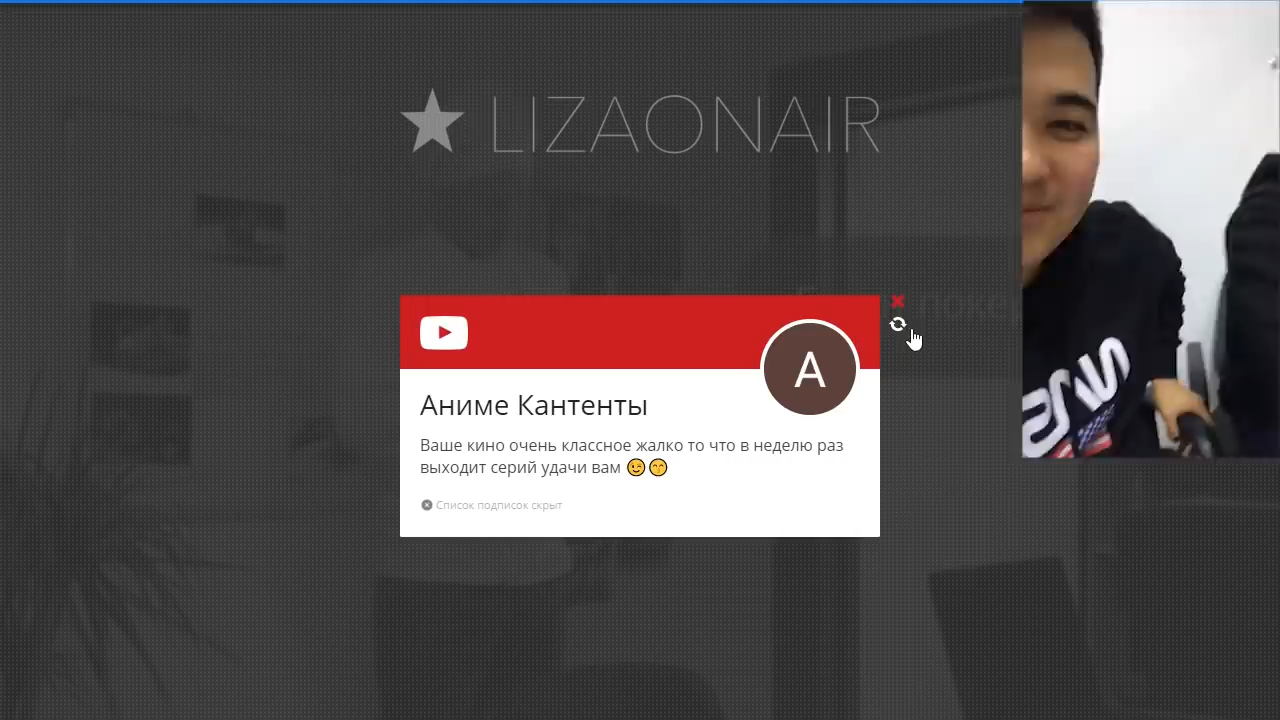 LIZAONAIR
A
Аниме Кантенты
Ваше кино очень классное жалко то что в неделю раз
выходит серий удачи вам 😉😁
Список подписок скрыт
NASA